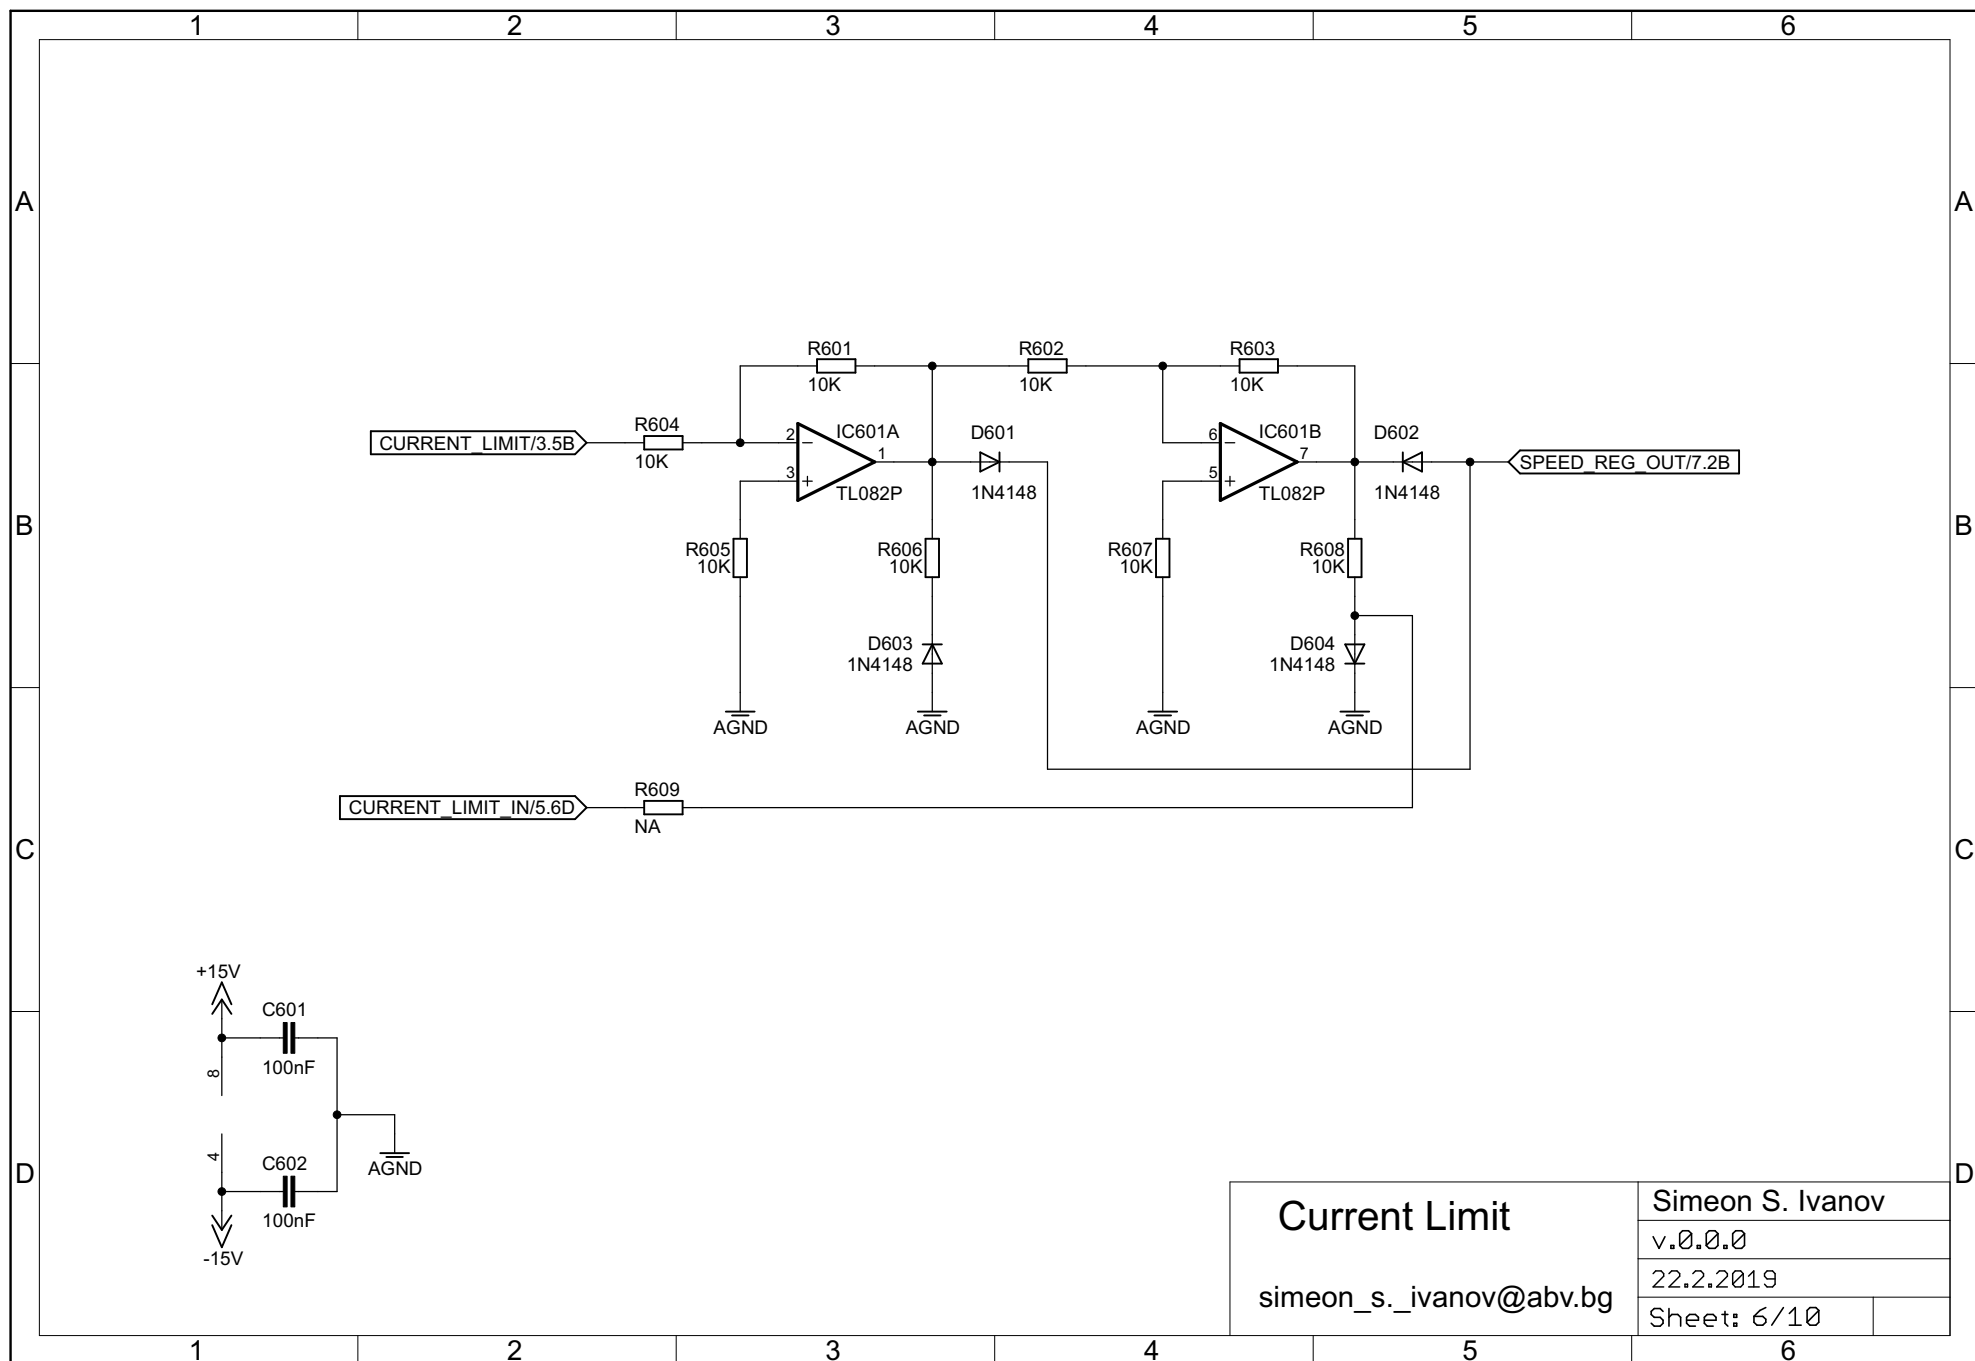 1 2 3 4 5 6
A A
R601 R602 R603
10K 10K 10K
CURRENT_LIMIT/3.5B
R604
10K
2
3
1
IC601A
TL082P
D601
1N4148
6
5
7
IC601B
TL082P
D602
1N4148
SPEED_REG_OUT/7.2B
B B
R605
10K
R606
10K
R607
10K
R608
10K
D603
1N4148
D604
1N4148
AGND AGND AGND AGND
CURRENT_LIMIT_IN/5.6D
R609
NA
C C
+15V
C601
100nF
8
4
C602
100nF
AGND
-15V
D D
Current Limit
simeon_s._ivanov@abv.bg
Simeon S. Ivanov
v.0.0.0
22.2.2019
Sheet: 6/10
1 2 3 4 5 6